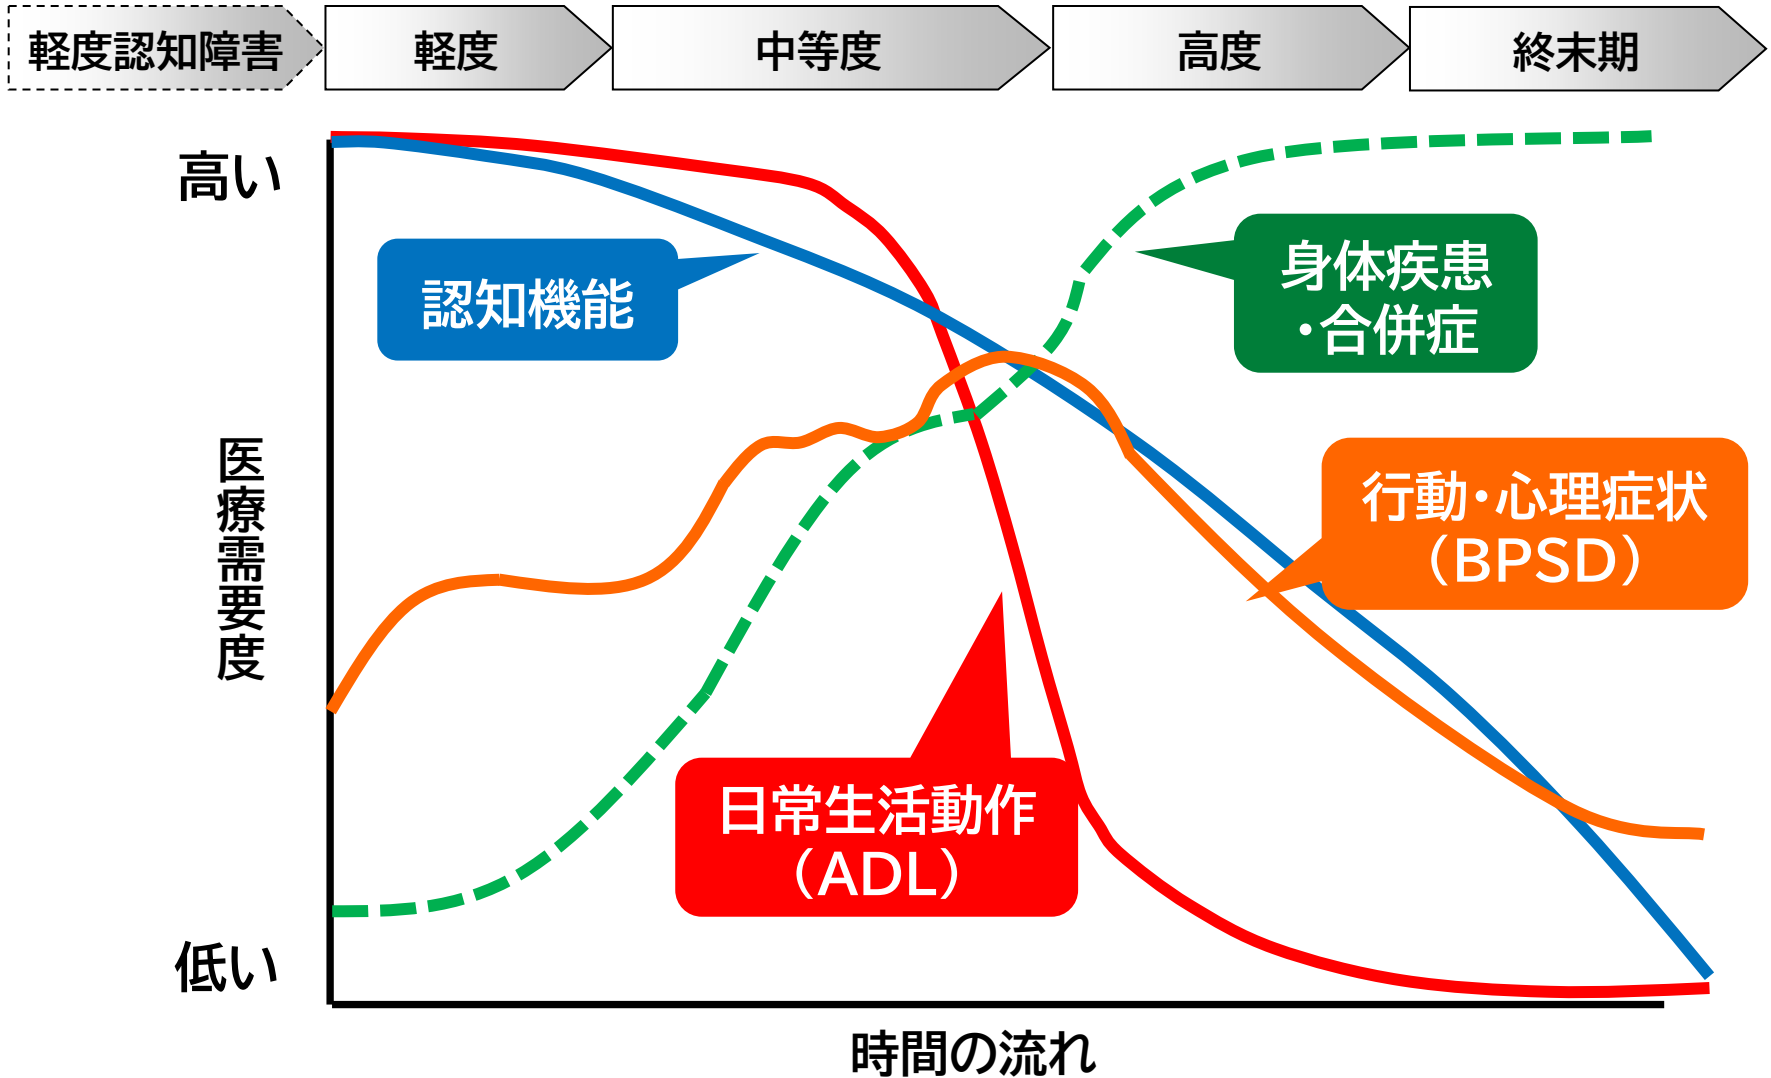 軽度認知障害
軽度
中等度
高度
終末期
高い
認知機能
身体疾患
・合併症
医療需要度
行動・心理症状
（BPSD）
日常生活動作
（ADL）
低い
時間の流れ